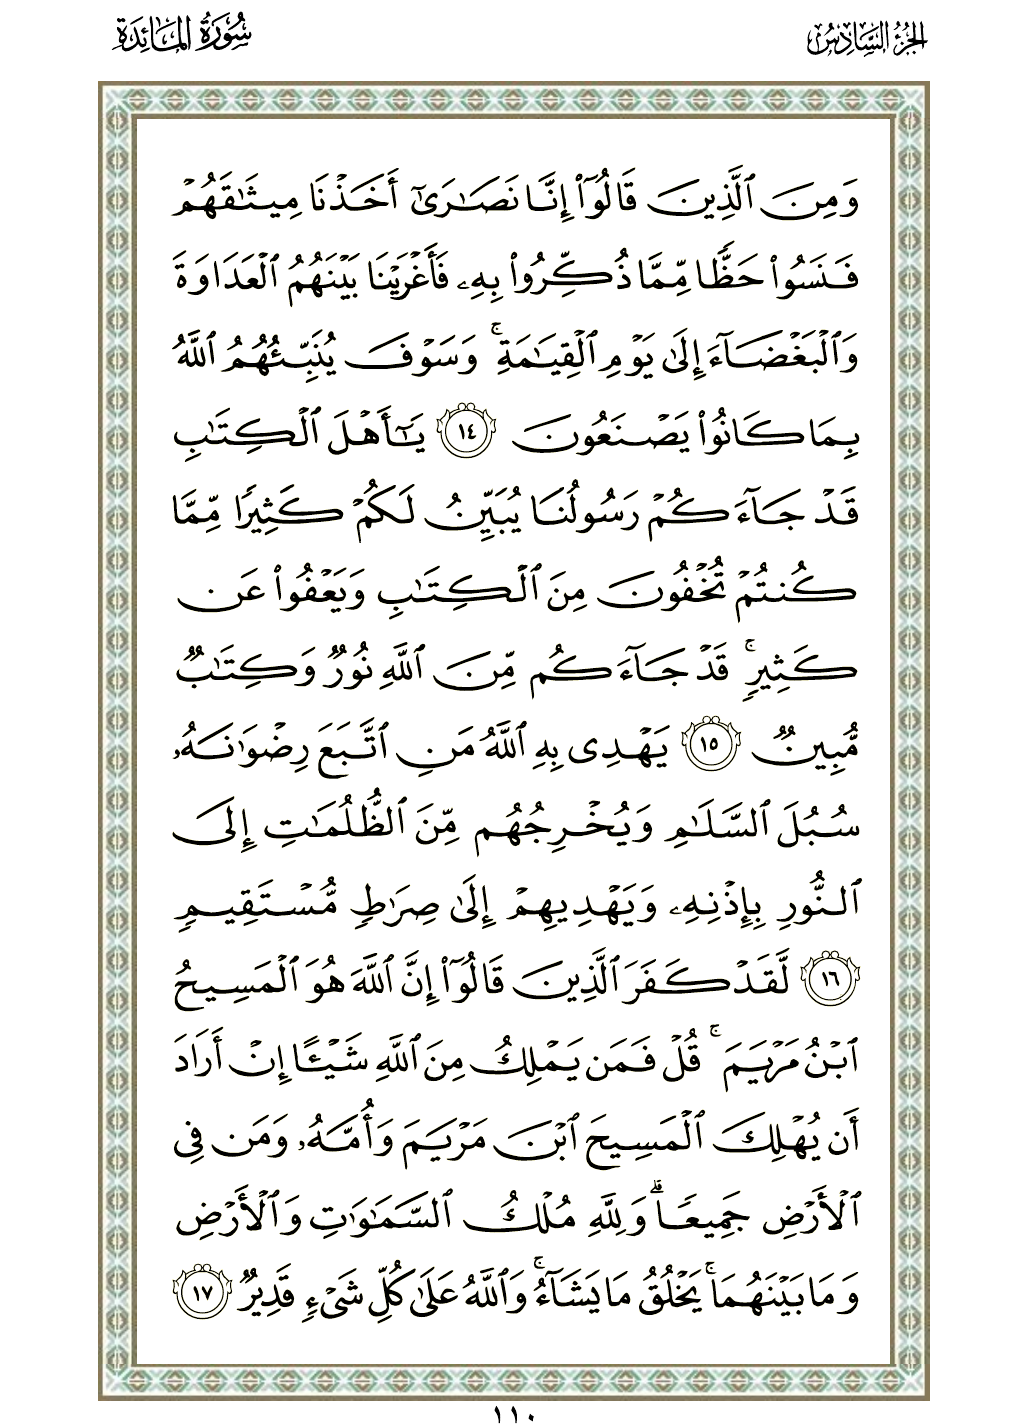 الجزء السادس
سورة المائدة
وَمِنَ ٱلَّذِينَ قَالُوٓا۟ إِنَّا نَصَـٰرَىٰٓ أَخَذْنَا مِيثَـٰقَهُمْ
فَنَسُوا۟ حَظًّا مِّمَّا ذُكِّرُوا۟ بِهِۦ فَأَغْرَيْنَا بَيْنَهُمُ ٱلْعَدَاوَةَ
وَٱلْبَغْضَآءَ إِلَىٰ يَوْمِ ٱلْقِيَـٰمَةِ ۚ وَسَوْفَ يُنَبِّئُهُمُ ٱللَّهُ
بِمَا كَانُوا۟ يَصْنَعُونَ ١٤ يَـٰٓأَهْلَ ٱلْكِتَـٰبِ
قَدْ جَآءَكُمْ رَسُولُنَا يُبَيِّنُ لَكُمْ كَثِيرًا مِّمَّا
كُنتُمْ تُخْفُونَ مِنَ ٱلْكِتَـٰبِ وَيَعْفُوا۟ عَن
كَثِيرٍ ۚ قَدْ جَآءَكُم مِّنَ ٱللَّهِ نُورٌ وَكِتَـٰبٌ
مُّبِينٌ ١٥ يَهْدِى بِهِ ٱللَّهُ مَنِ ٱتَّبَعَ رِضْوَٰنَهُۥ
سُبُلَ ٱلسَّلَـٰمِ وَيُخْرِجُهُم مِّنَ ٱلظُّلُمَـٰتِ إِلَى
ٱلنُّورِ بِإِذْنِهِۦ وَيَهْدِيهِمْ إِلَىٰ صِرَٰطٍ مُّسْتَقِيمٍ
١٦ لَّقَدْ كَفَرَ ٱلَّذِينَ قَالُوٓا۟ إِنَّ ٱللَّهَ هُوَ ٱلْمَسِيحُ
ٱبْنُ مَرْيَمَ ۚ قُلْ فَمَن يَمْلِكُ مِنَ ٱللَّهِ شَيْـًٔا إِنْ أَرَادَ
أَن يُهْلِكَ ٱلْمَسِيحَ ٱبْنَ مَرْيَمَ وَأُمَّهُۥ وَمَن فِى
ٱلْأَرْضِ جَمِيعًا ۗ وَلِلَّهِ مُلْكُ ٱلسَّمَـٰوَٰتِ وَٱلْأَرْضِ
وَمَا بَيْنَهُمَا ۚ يَخْلُقُ مَا يَشَآءُ ۚ وَٱللَّهُ عَلَىٰ كُلِّ شَىْءٍ قَدِيرٌ ١٧
١١٠